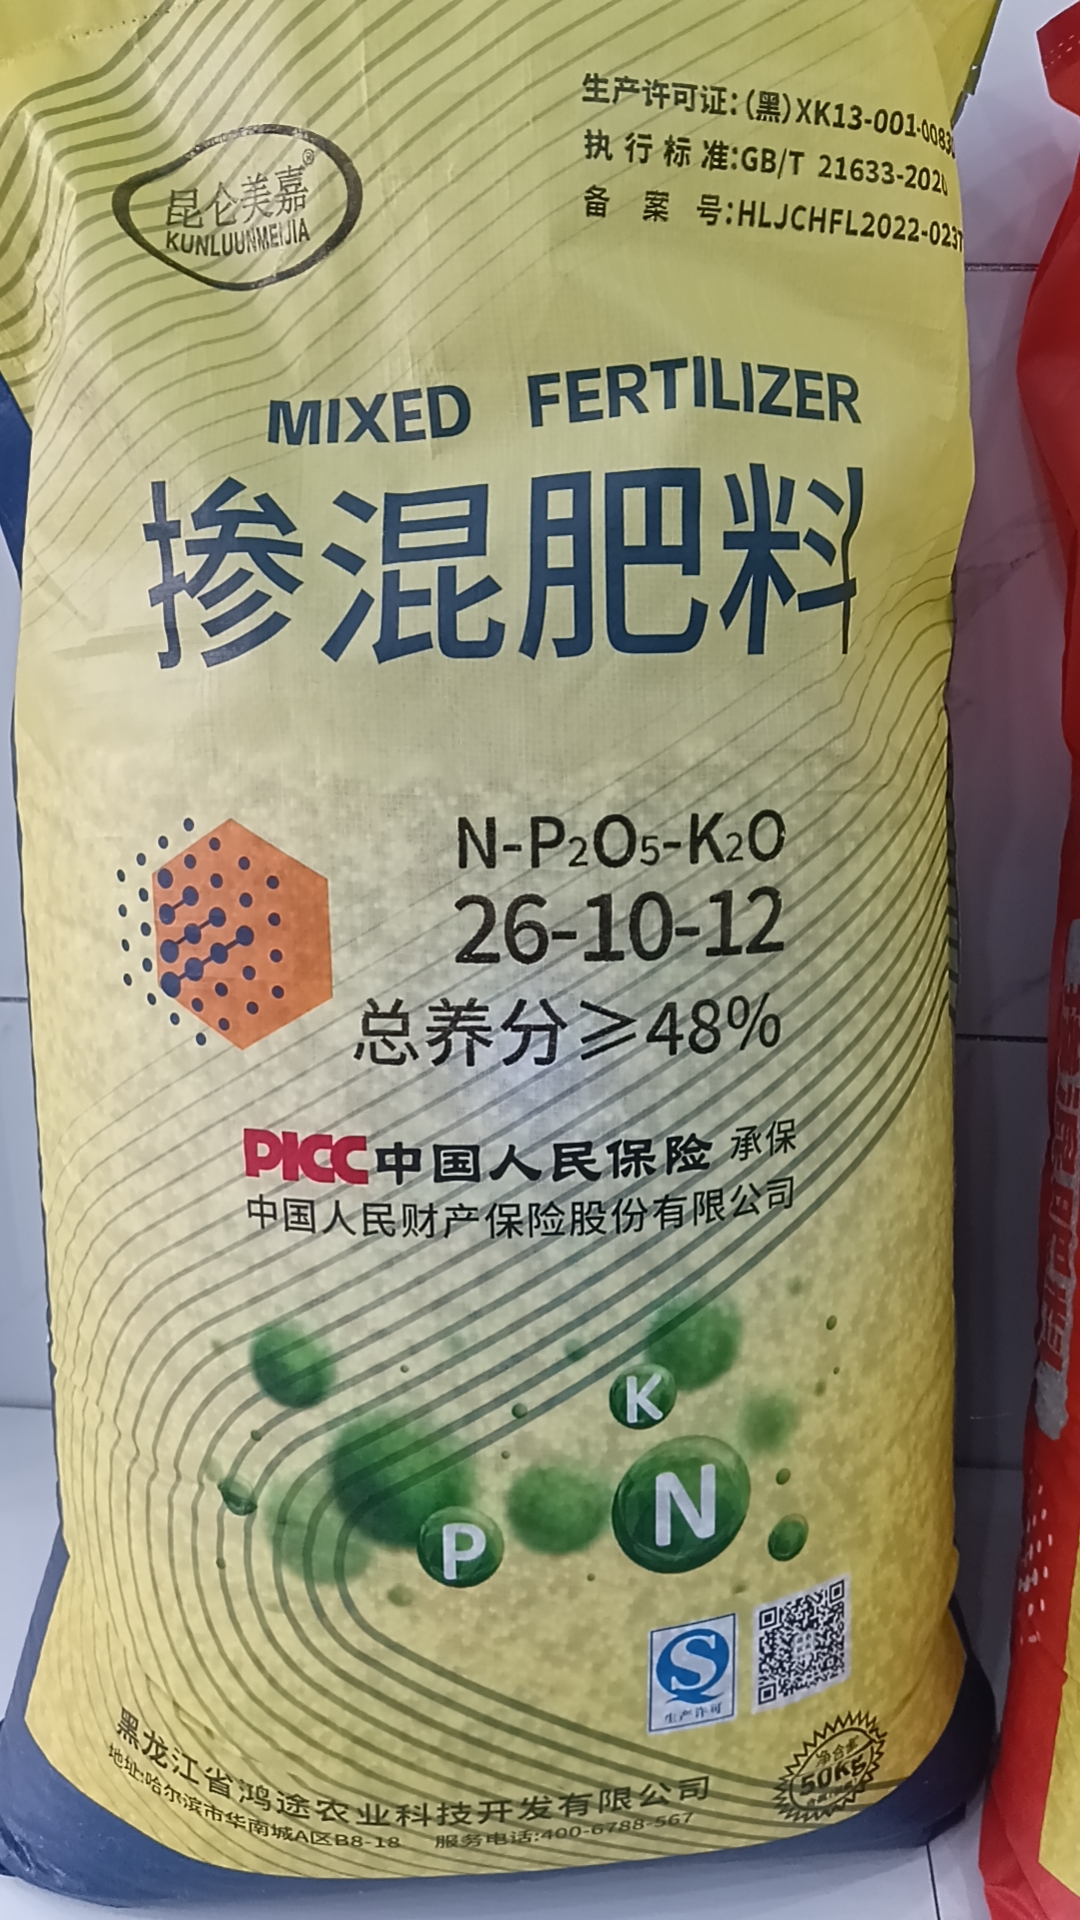 昆仑美嘉®
KUNLUUNMEIJIA
生产许可证:(黑)XK13-001-0083
执行标准:GB/T 21633-2020
备案号:HLJCHFL2022-0237
MIXED FERTILIZER
掺混肥料
N-P2O5-K2O
26-10-12
总养分≥48%
PICC中国人民保险 承保
中国人民财产保险股份有限公司
K
N
P
生产许可
净含量
50KG
黑龙江省鸿途农业科技开发有限公司
地址:哈尔滨市华南城A区B8-18 服务电话:400-6788-567